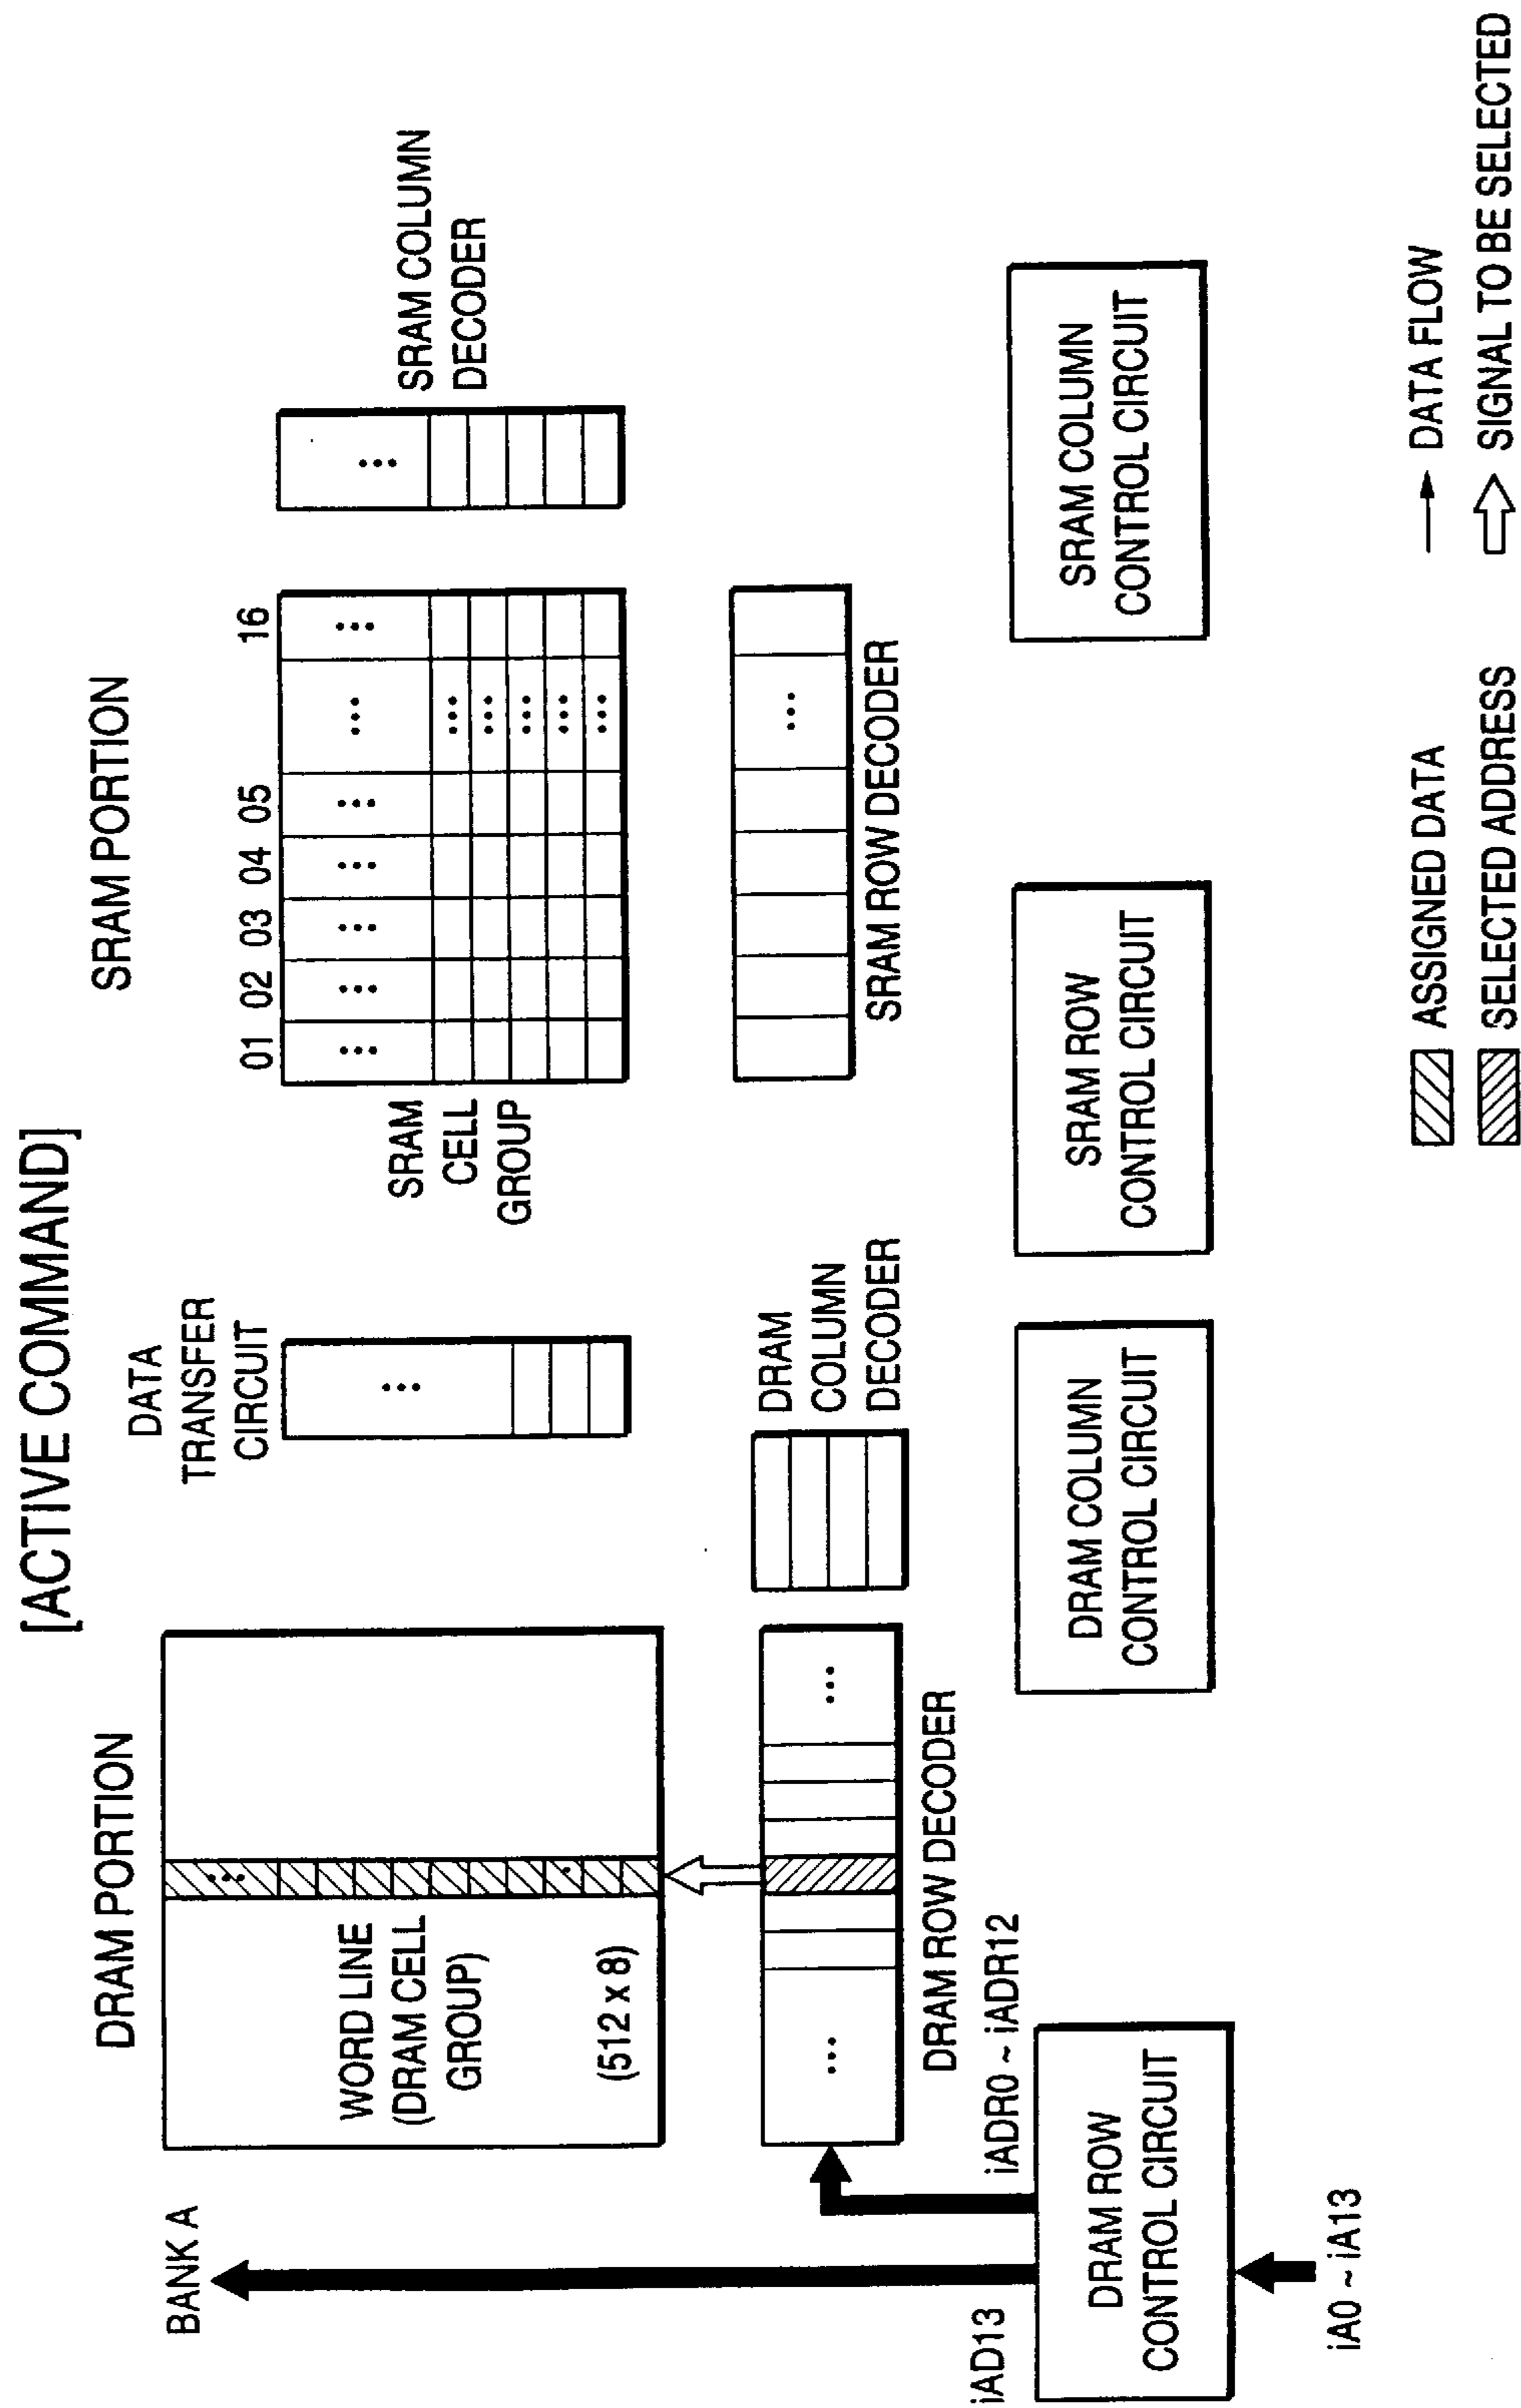 [ACTIVE COMMAND]
DRAM PORTION
SRAM PORTION
BANK A
DATA
TRANSFER
CIRCUIT
01 02 03 04 05 16
WORD LINE
(DRAM CELL
GROUP)
(512 x 8)
SRAM
CELL
GROUP
SRAM COLUMN
DECODER
DRAM
COLUMN
DECODER
DRAM ROW DECODER
SRAM ROW DECODER
iAD13
iADR0 ~ iADR12
DRAM ROW
CONTROL CIRCUIT
DRAM COLUMN
CONTROL CIRCUIT
SRAM ROW
CONTROL CIRCUIT
SRAM COLUMN
CONTROL CIRCUIT
iA0 ~ iA13
ASSIGNED DATA
DATA FLOW
SELECTED ADDRESS
SIGNAL TO BE SELECTED